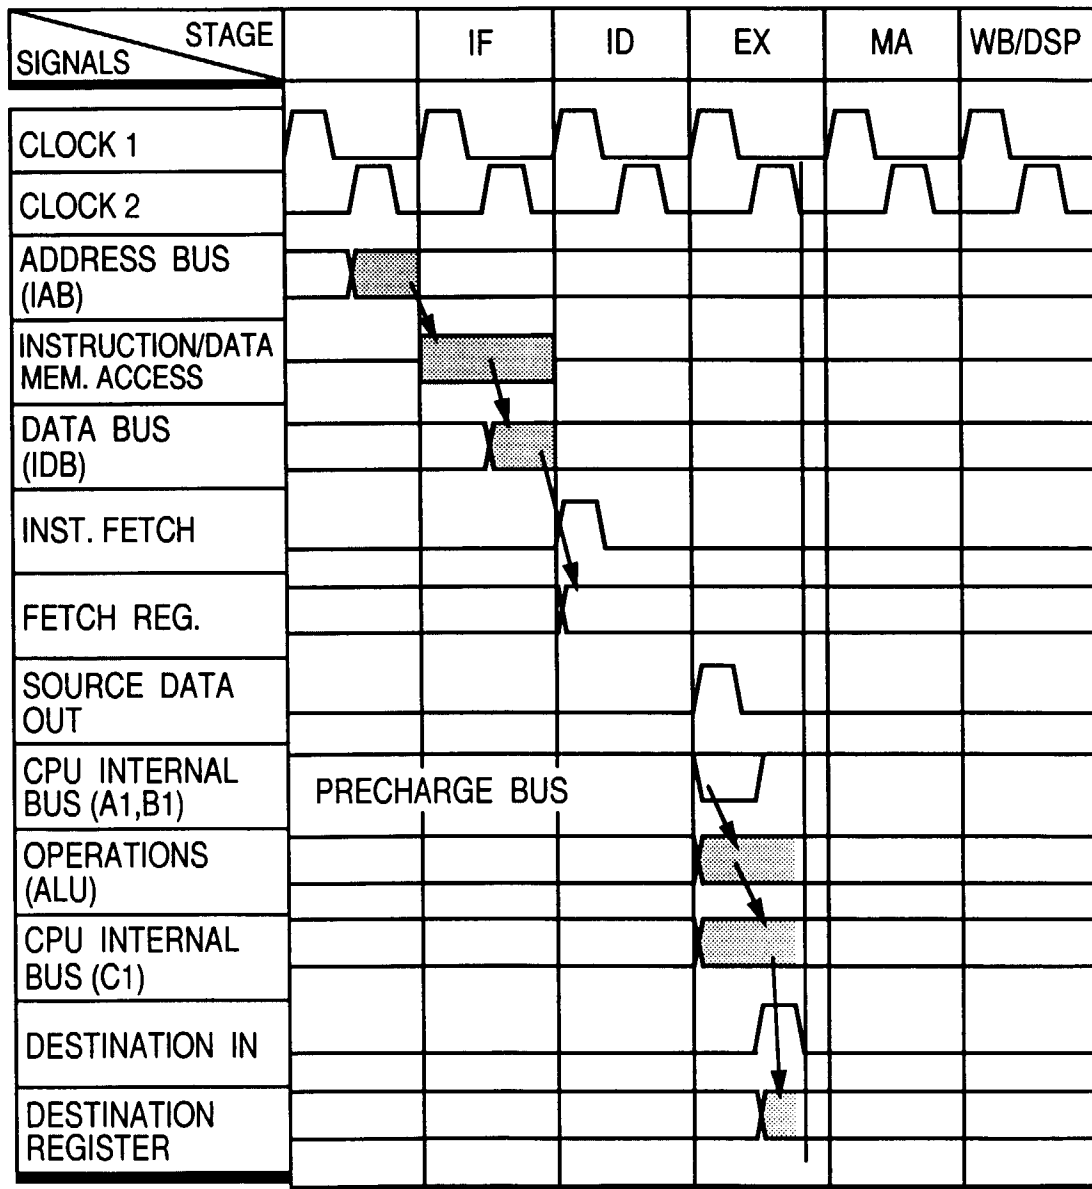 STAGE
SIGNALS
IF
ID
EX
MA
WB/DSP
CLOCK 1
CLOCK 2
ADDRESS BUS
(IAB)
INSTRUCTION/DATA
MEM. ACCESS
DATA BUS
(IDB)
INST. FETCH
FETCH REG.
SOURCE DATA
OUT
CPU INTERNAL
BUS (A1,B1)
PRECHARGE BUS
OPERATIONS
(ALU)
CPU INTERNAL
BUS (C1)
DESTINATION IN
DESTINATION
REGISTER